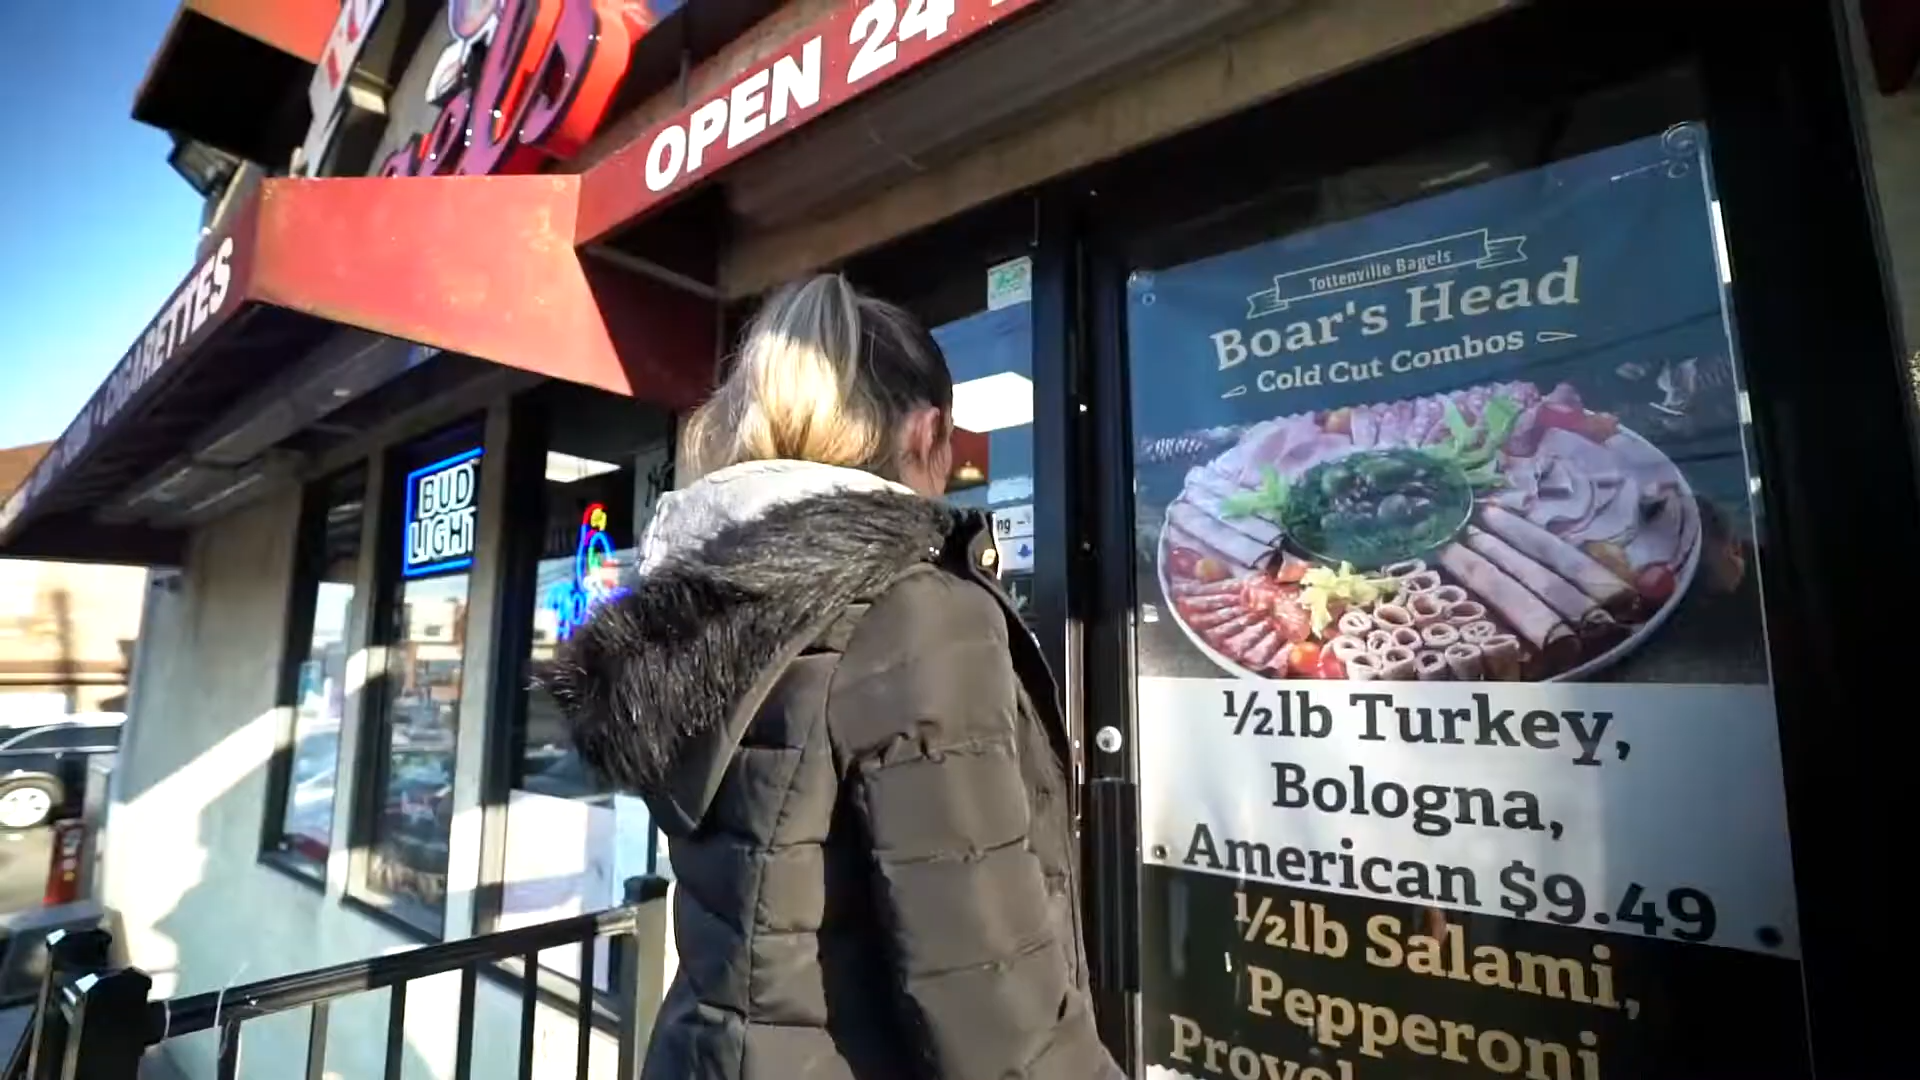 OPEN 24
CIGARETTES
BUD
LIGHT
Tottenville Bagels
Boar's Head
Cold Cut Combos
½lb Turkey,
Bologna,
American $9.49
½lb Salami,
Pepperoni